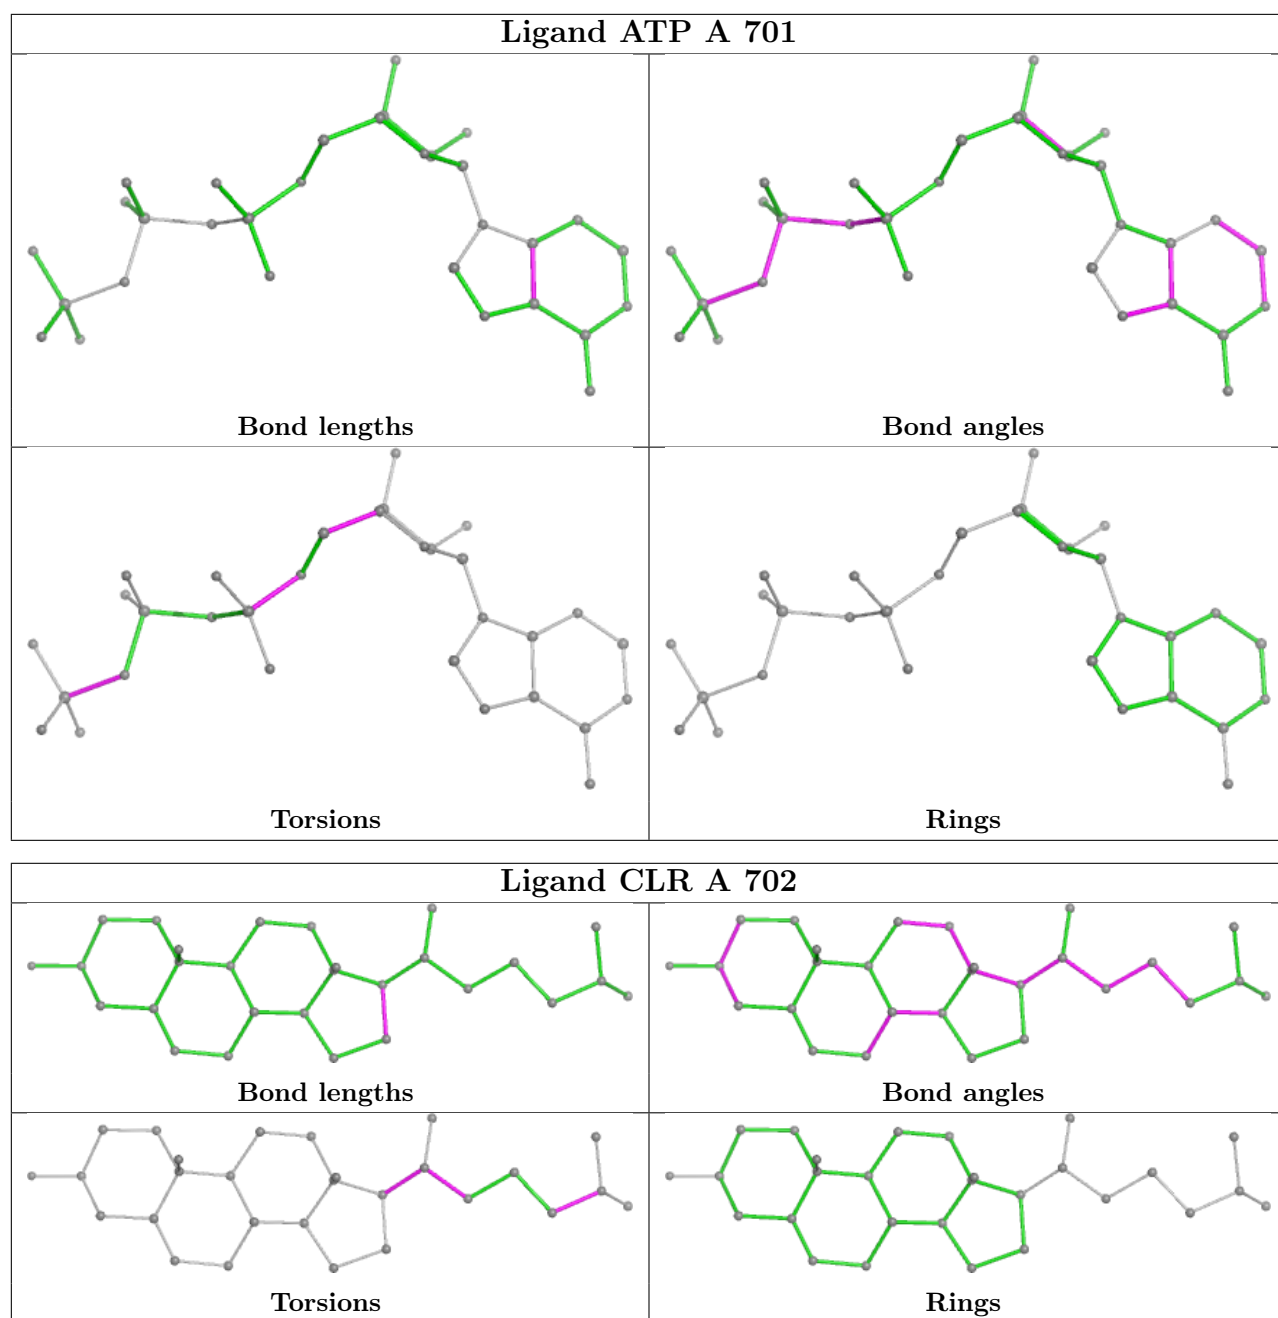 Ligand ATP A 701
Bond lengths
Bond angles
Torsions
Rings
Ligand CLR A 702
Bond lengths
Bond angles
Torsions
Rings